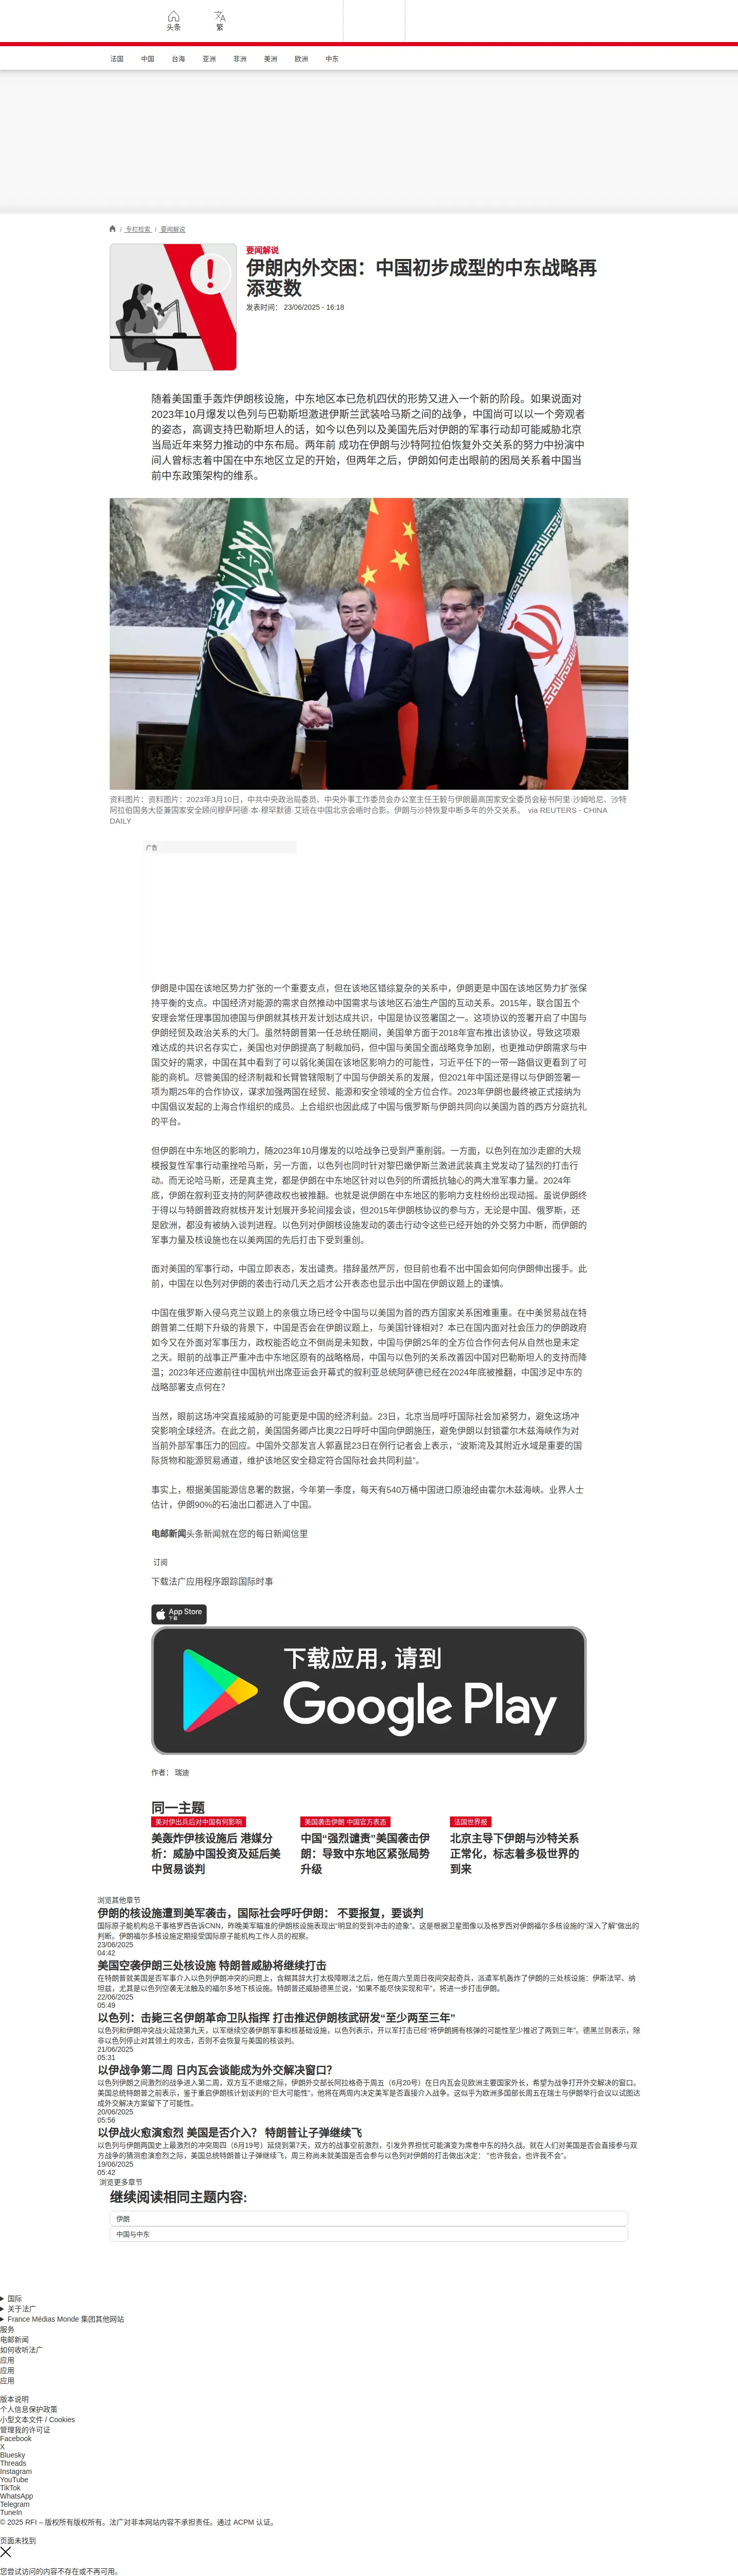 头条
繁
法国 中国 台海 亚洲 非洲 美洲 欧洲 中东
/ 专栏检索 / 要闻解说
要闻解说
伊朗内外交困：中国初步成型的中东战略再
添变数
发表时间： 23/06/2025 - 16:18
随着美国重手轰炸伊朗核设施，中东地区本已危机四伏的形势又进入一个新的阶段。如果说面对
2023年10月爆发以色列与巴勒斯坦激进伊斯兰武装哈马斯之间的战争，中国尚可以以一个旁观者
的姿态，高调支持巴勒斯坦人的话，如今以色列以及美国先后对伊朗的军事行动却可能威胁北京
当局近年来努力推动的中东布局。两年前 成功在伊朗与沙特阿拉伯恢复外交关系的努力中扮演中
间人曾标志着中国在中东地区立足的开始，但两年之后，伊朗如何走出眼前的困局关系着中国当
前中东政策架构的维系。
资料图片：资料图片：2023年3月10日，中共中央政治局委员、中央外事工作委员会办公室主任王毅与伊朗最高国家安全委员会秘书阿里·沙姆哈尼、沙特
阿拉伯国务大臣兼国家安全顾问穆萨阿德·本·穆罕默德·艾班在中国北京会晤时合影。伊朗与沙特恢复中断多年的外交关系。 via REUTERS - CHINA
DAILY
广告
伊朗是中国在该地区势力扩张的一个重要支点，但在该地区错综复杂的关系中，伊朗更是中国在该地区势力扩张保
持平衡的支点。中国经济对能源的需求自然推动中国需求与该地区石油生产国的互动关系。2015年，联合国五个
安理会常任理事国加德国与伊朗就其核开发计划达成共识，中国是协议签署国之一。这项协议的签署开启了中国与
伊朗经贸及政治关系的大门。虽然特朗普第一任总统任期间，美国单方面于2018年宣布推出该协议，导致这项艰
难达成的共识名存实亡，美国也对伊朗提高了制裁加码，但中国与美国全面战略竞争加剧，也更推动伊朗需求与中
国交好的需求，中国在其中看到了可以弱化美国在该地区影响力的可能性，习近平任下的一带一路倡议更看到了可
能的商机。尽管美国的经济制裁和长臂管辖限制了中国与伊朗关系的发展，但2021年中国还是得以与伊朗签署一
项为期25年的合作协议，谋求加强两国在经贸、能源和安全领域的全方位合作。2023年伊朗也最终被正式接纳为
中国倡议发起的上海合作组织的成员。上合组织也因此成了中国与俄罗斯与伊朗共同向以美国为首的西方分庭抗礼
的平台。
但伊朗在中东地区的影响力，随2023年10月爆发的以哈战争已受到严重削弱。一方面，以色列在加沙走廊的大规
模报复性军事行动重挫哈马斯，另一方面，以色列也同时针对黎巴嫩伊斯兰激进武装真主党发动了猛烈的打击行
动。而无论哈马斯，还是真主党，都是伊朗在中东地区针对以色列的所谓抵抗轴心的两大准军事力量。2024年
底，伊朗在叙利亚支持的阿萨德政权也被推翻。也就是说伊朗在中东地区的影响力支柱纷纷出现动摇。虽说伊朗终
于得以与特朗普政府就核开发计划展开多轮间接会谈，但2015年伊朗核协议的参与方，无论是中国、俄罗斯，还
是欧洲，都没有被纳入谈判进程。以色列对伊朗核设施发动的袭击行动令这些已经开始的外交努力中断，而伊朗的
军事力量及核设施也在以美两国的先后打击下受到重创。
面对美国的军事行动，中国立即表态，发出谴责。措辞虽然严厉，但目前也看不出中国会如何向伊朗伸出援手。此
前，中国在以色列对伊朗的袭击行动几天之后才公开表态也显示出中国在伊朗议题上的谨慎。
中国在俄罗斯入侵乌克兰议题上的亲俄立场已经令中国与以美国为首的西方国家关系困难重重。在中美贸易战在特
朗普第二任期下升级的背景下，中国是否会在伊朗议题上，与美国针锋相对？本已在国内面对社会压力的伊朗政府
如今又在外面对军事压力，政权能否屹立不倒尚是未知数，中国与伊朗25年的全方位合作何去何从自然也是未定
之天。眼前的战事正严重冲击中东地区原有的战略格局，中国与以色列的关系改善因中国对巴勒斯坦人的支持而降
温；2023年还应邀前往中国杭州出席亚运会开幕式的叙利亚总统阿萨德已经在2024年底被推翻，中国涉足中东的
战略部署支点何在？
当然，眼前这场冲突直接威胁的可能更是中国的经济利益。23日，北京当局呼吁国际社会加紧努力，避免这场冲
突影响全球经济。在此之前，美国国务卿卢比奥22日呼吁中国向伊朗施压，避免伊朗以封锁霍尔木兹海峡作为对
当前外部军事压力的回应。中国外交部发言人郭嘉昆23日在例行记者会上表示，“波斯湾及其附近水域是重要的国
际货物和能源贸易通道，维护该地区安全稳定符合国际社会共同利益”。
事实上，根据美国能源信息署的数据，今年第一季度，每天有540万桶中国进口原油经由霍尔木兹海峡。业界人士
估计，伊朗90%的石油出口都进入了中国。
电邮新闻头条新闻就在您的每日新闻信里
订阅
下载法广应用程序跟踪国际时事
App Store
下载
下载应用，请到
Google Play
作者： 瑞迪
同一主题
美对伊出兵后对中国有何影响
美轰炸伊核设施后 港媒分
析：威胁中国投资及延后美
中贸易谈判
美国袭击伊朗 中国官方表态
中国“强烈谴责”美国袭击伊
朗：导致中东地区紧张局势
升级
法国世界报
北京主导下伊朗与沙特关系
正常化，标志着多极世界的
到来
浏览其他章节
伊朗的核设施遭到美军袭击，国际社会呼吁伊朗： 不要报复，要谈判
国际原子能机构总干事格罗西告诉CNN，昨晚美军瞄准的伊朗核设施表现出“明显的受到冲击的迹象”。这是根据卫星图像以及格罗西对伊朗福尔多核设施的“深入了解”做出的
判断。伊朗福尔多核设施定期接受国际原子能机构工作人员的视察。
23/06/2025
04:42
美国空袭伊朗三处核设施 特朗普威胁将继续打击
在特朗普就美国是否军事介入以色列伊朗冲突的问题上，含糊其辞大打太极障眼法之后，他在周六至周日夜间突起奇兵，派遣军机轰炸了伊朗的三处核设施：伊斯法罕、纳
坦兹，尤其是以色列空袭无法触及的福尔多地下核设施。特朗普还威胁德黑兰说，“如果不能尽快实现和平”，将进一步打击伊朗。
22/06/2025
05:49
以色列：击毙三名伊朗革命卫队指挥 打击推迟伊朗核武研发“至少两至三年”
以色列和伊朗冲突战火延烧第九天，以军继续空袭伊朗军事和核基础设施，以色列表示，开以军打击已经“将伊朗拥有核弹的可能性至少推迟了两到三年”。德黑兰则表示，除
非以色列停止对其领土的攻击，否则不会恢复与美国的核谈判。
21/06/2025
05:31
以伊战争第二周 日内瓦会谈能成为外交解决窗口？
以色列伊朗之间激烈的战争进入第二周，双方互不退缩之际，伊朗外交部长阿拉格奇于周五（6月20号）在日内瓦会见欧洲主要国家外长，希望为战争打开外交解决的窗口。
美国总统特朗普之前表示，鉴于重启伊朗核计划谈判的“巨大可能性”，他将在两周内决定美军是否直接介入战争。这似乎为欧洲多国部长周五在瑞士与伊朗举行会议以试图达
成外交解决方案留下了可能性。
20/06/2025
05:56
以伊战火愈演愈烈 美国是否介入？ 特朗普让子弹继续飞
以色列与伊朗两国史上最激烈的冲突周四（6月19号）延烧到第7天，双方的战事空前激烈，引发外界担忧可能演变为席卷中东的持久战。就在人们对美国是否会直接参与双
方战争的猜测愈演愈烈之际，美国总统特朗普让子弹继续飞，周三称尚未就美国是否会参与以色列对伊朗的打击做出决定： “也许我会，也许我不会”。
19/06/2025
05:42
浏览更多章节
继续阅读相同主题内容:
伊朗
中国与中东
国际
关于法广
France Médias Monde 集团其他网站
服务
电邮新闻
如何收听法广
应用
应用
应用
版本说明
个人信息保护政策
小型文本文件 / Cookies
管理我的许可证
Facebook
X
Bluesky
Threads
Instagram
YouTube
TikTok
WhatsApp
Telegram
TuneIn
© 2025 RFI – 版权所有版权所有。法广对非本网站内容不承担责任。通过 ACPM 认证。
页面未找到
您尝试访问的内容不存在或不再可用。